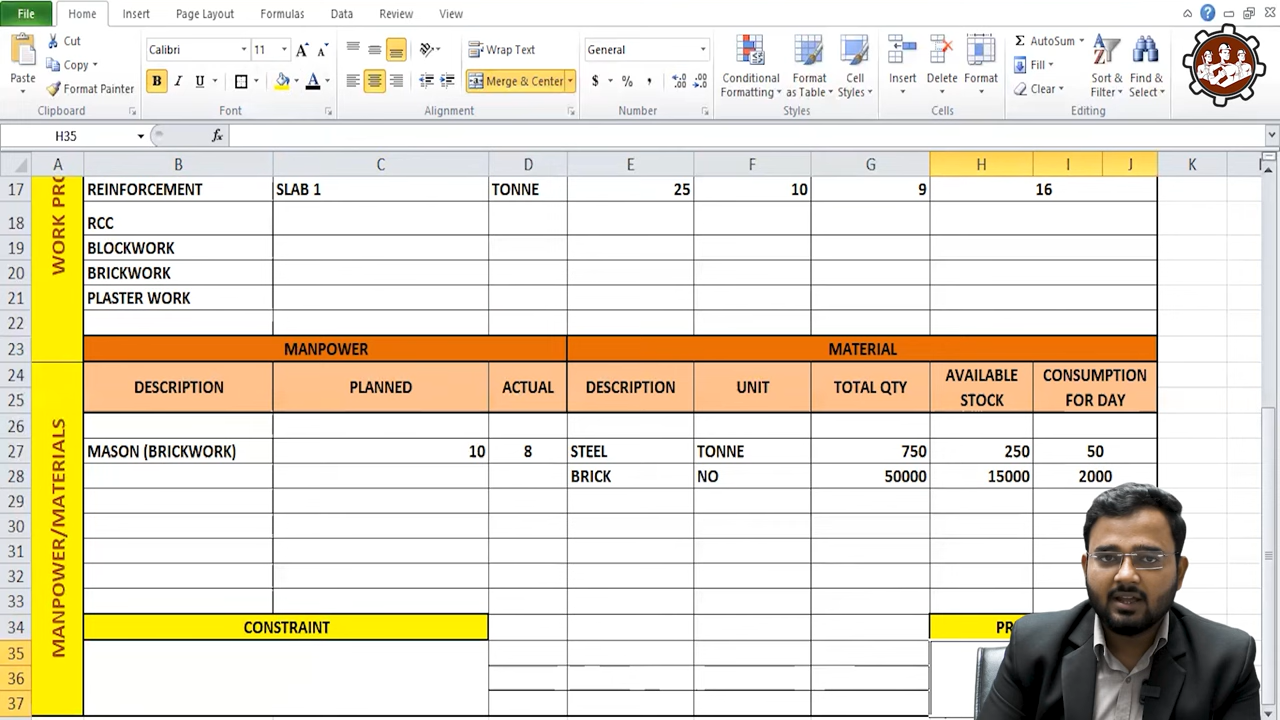 File Home Insert Page Layout Formulas Data Review View
Cut
Copy
Format Painter
Paste
Clipboard
Calibri 11
B I U A
Font
Wrap Text
Merge & Center
Alignment
General
$ % ,
Number
Conditional Formatting
Format as Table
Cell Styles
Styles
Insert Delete Format
Cells
Σ AutoSum
Fill
Clear
Sort & Filter
Find & Select
Editing
H35 fx
A B C D E F G H I J K
17 REINFORCEMENT SLAB 1 TONNE 25 10 9 16
18 RCC
19 BLOCKWORK
20 BRICKWORK
21 PLASTER WORK
22
WORK PRO
23 MANPOWER MATERIAL
24 DESCRIPTION PLANNED ACTUAL DESCRIPTION UNIT TOTAL QTY AVAILABLE STOCK CONSUMPTION FOR DAY
25
26
27 MASON (BRICKWORK) 10 8 STEEL TONNE 750 250 50
28 BRICK NO 50000 15000 2000
29
30
31
32
33
MANPOWER/MATERIALS
34 CONSTRAINT
35
36
37